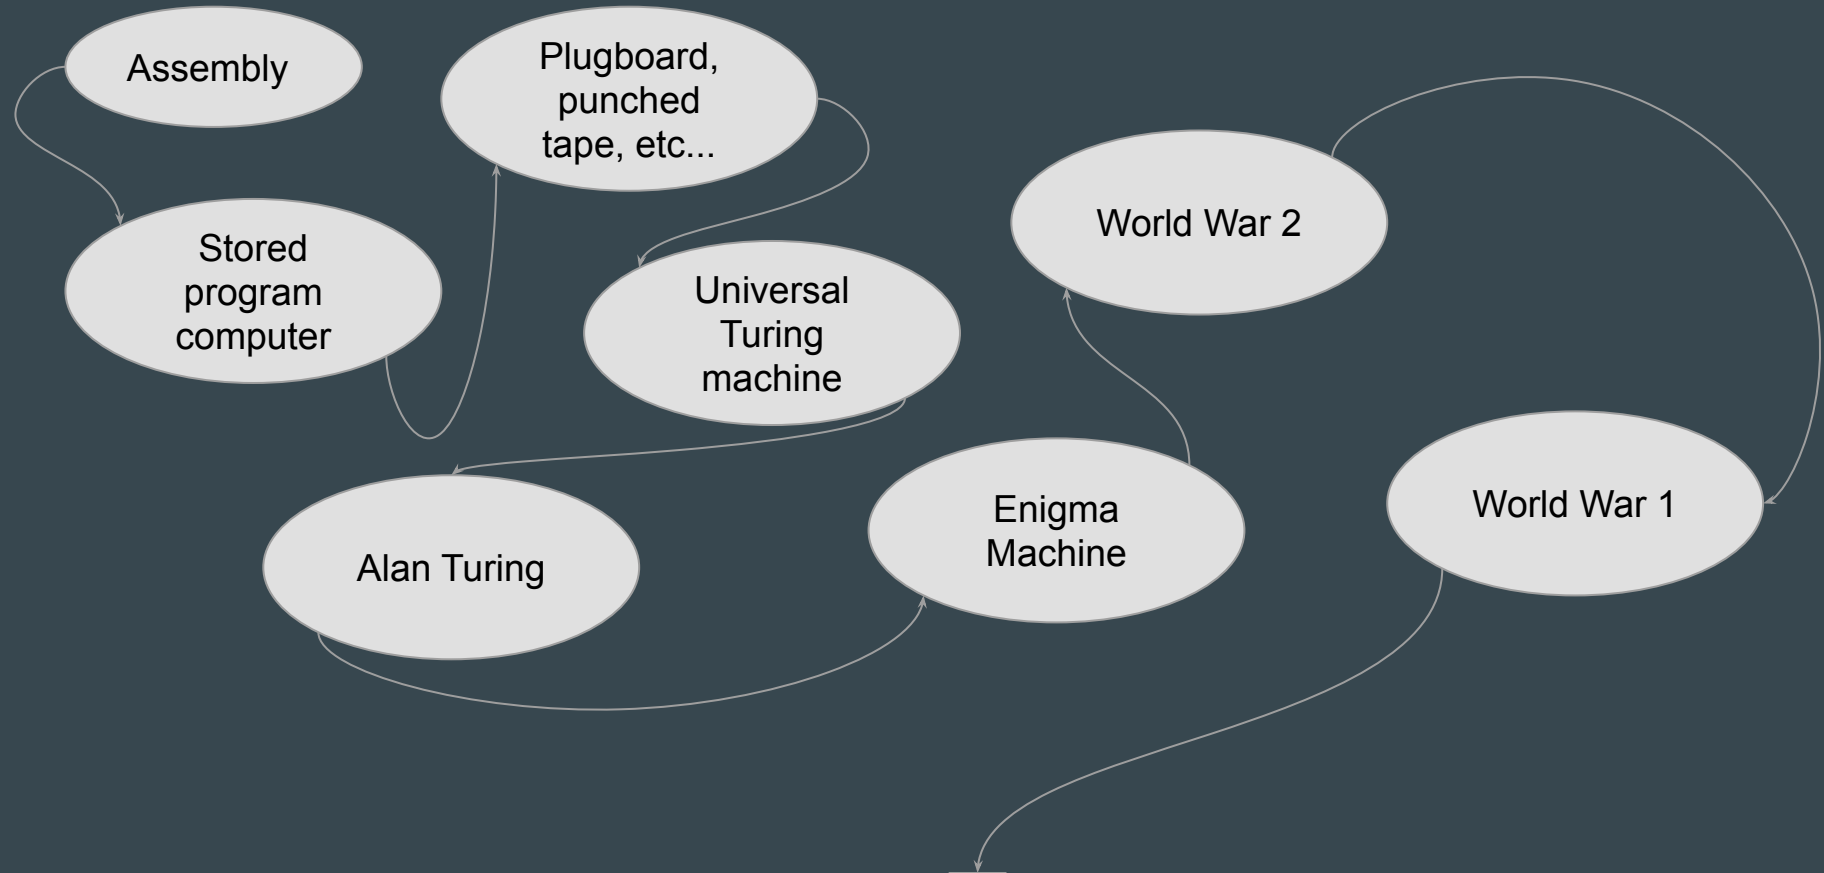 Assembly
Plugboard,
punched
tape, etc...
Stored
program
computer
Universal
Turing
machine
World War 2
Alan Turing
Enigma
Machine
World War 1